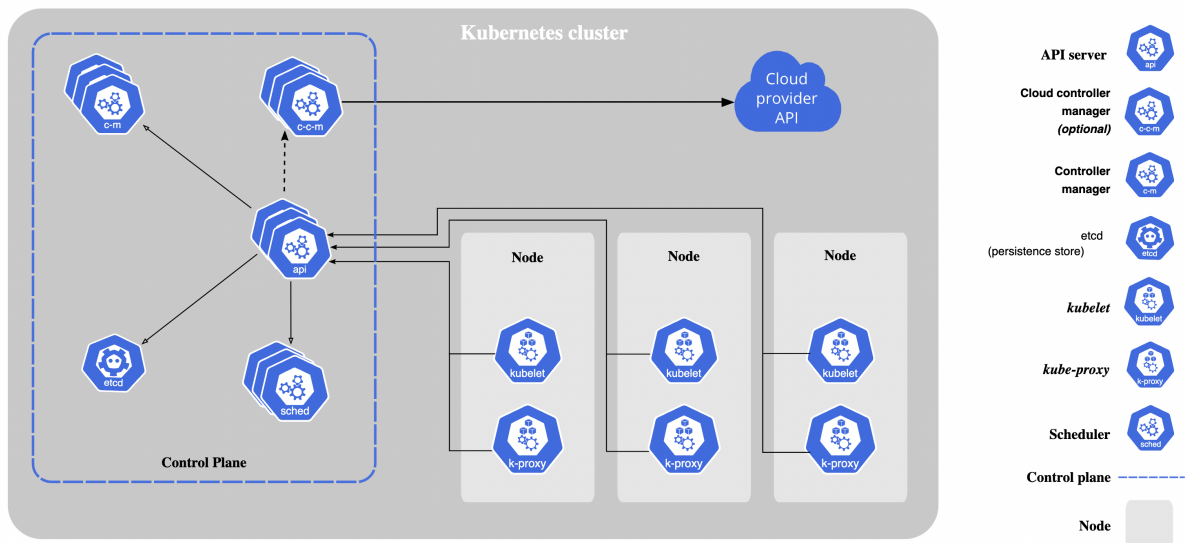 Kubernetes cluster
c-m
c-c-m
Cloud
provider
API
api
etcd
sched
Control Plane
Node
kubelet
k-proxy
Node
kubelet
k-proxy
Node
kubelet
k-proxy
API server
api
Cloud controller
manager
(optional)
c-c-m
Controller
manager
c-m
etcd
(persistence store)
etcd
kubelet
kubelet
kube-proxy
k-proxy
Scheduler
sched
Control plane
Node